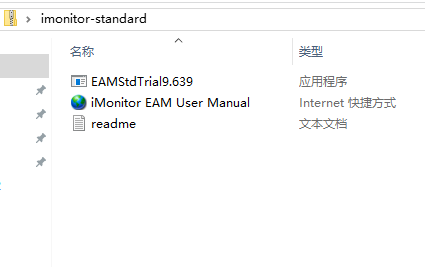 imonitor-standard
名称 类型
EAMStdTrial9.639 应用程序
iMonitor EAM User Manual Internet 快捷方式
readme 文本文档